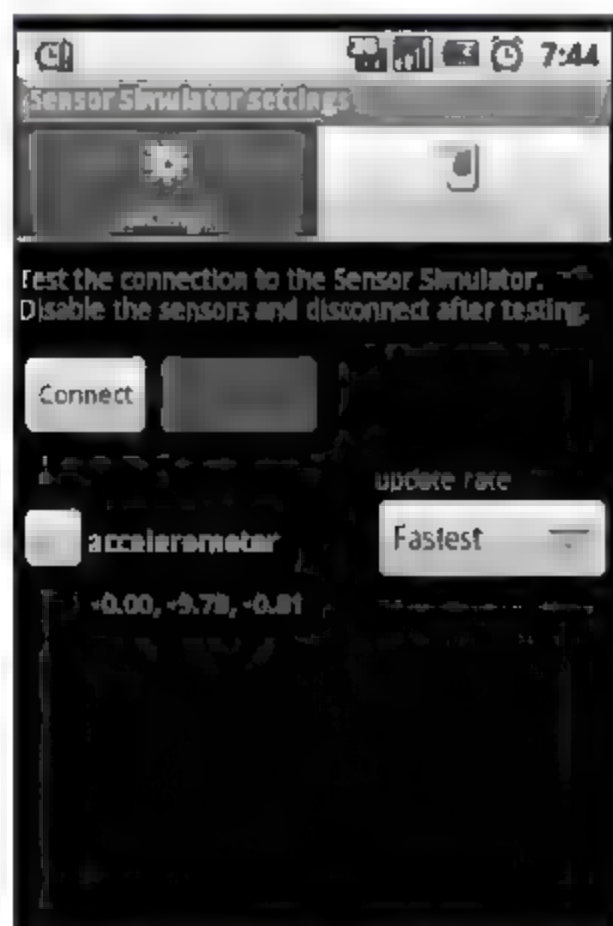 7:44
Sensor Simulator settings
Test the connection to the Sensor Simulator.
Disable the sensors and disconnect after testing.
Connect
update rate
accelerometer
Fastest
-0.00, -9.78, -0.81